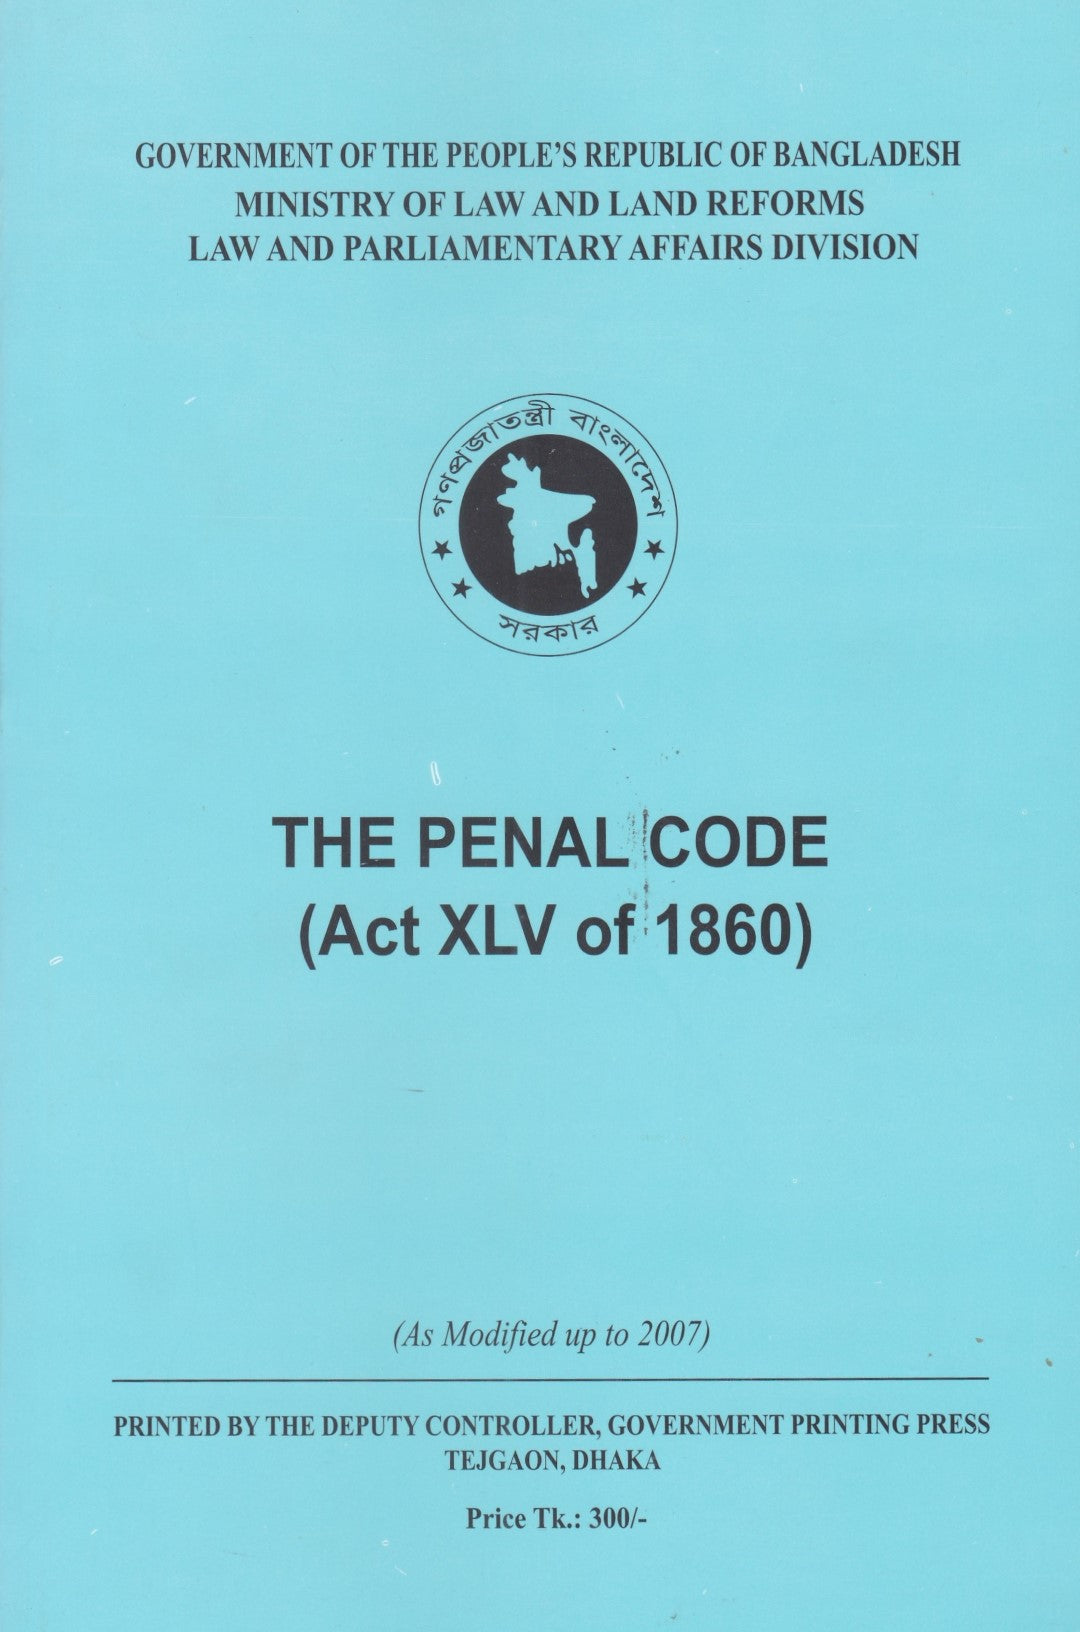 GOVERNMENT OF THE PEOPLE'S REPUBLIC OF BANGLADESH
MINISTRY OF LAW AND LAND REFORMS
LAW AND PARLIAMENTARY AFFAIRS DIVISION
গণপ্রজাতন্ত্রী বাংলাদেশ
সরকার
THE PENAL CODE
(Act XLV of 1860)
(As Modified up to 2007)
PRINTED BY THE DEPUTY CONTROLLER, GOVERNMENT PRINTING PRESS
TEJGAON, DHAKA
Price Tk.: 300/-